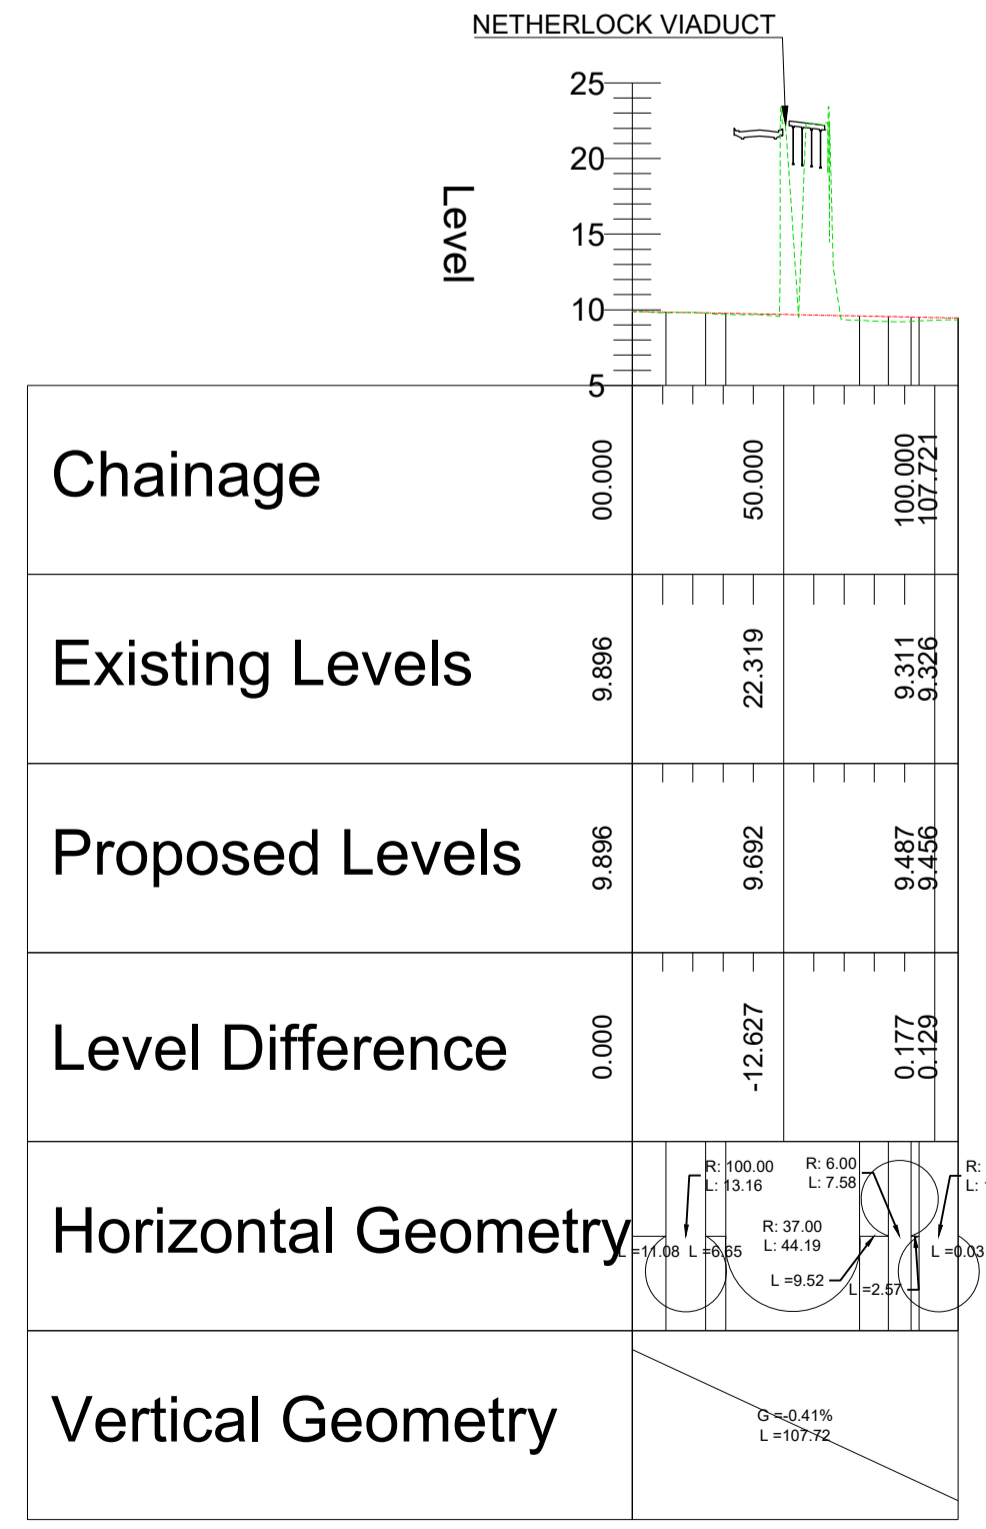 NETHERLOCK VIADUCT
25
20
15
10
5
Level
Chainage
00.000
50.000
100.000
107.721
Existing Levels
9.896
22.319
9.311
9.326
Proposed Levels
9.896
9.692
9.487
9.456
Level Difference
0.000
-12.627
0.177
0.129
Horizontal Geometry
L =11.08
R: 100.00
L: 13.16
L =6.65
R: 37.00
L: 44.19
L =9.52
R: 6.00
L: 7.58
L =2.57
R:
L:
L =0.03
Vertical Geometry
G =-0.41%
L =107.72